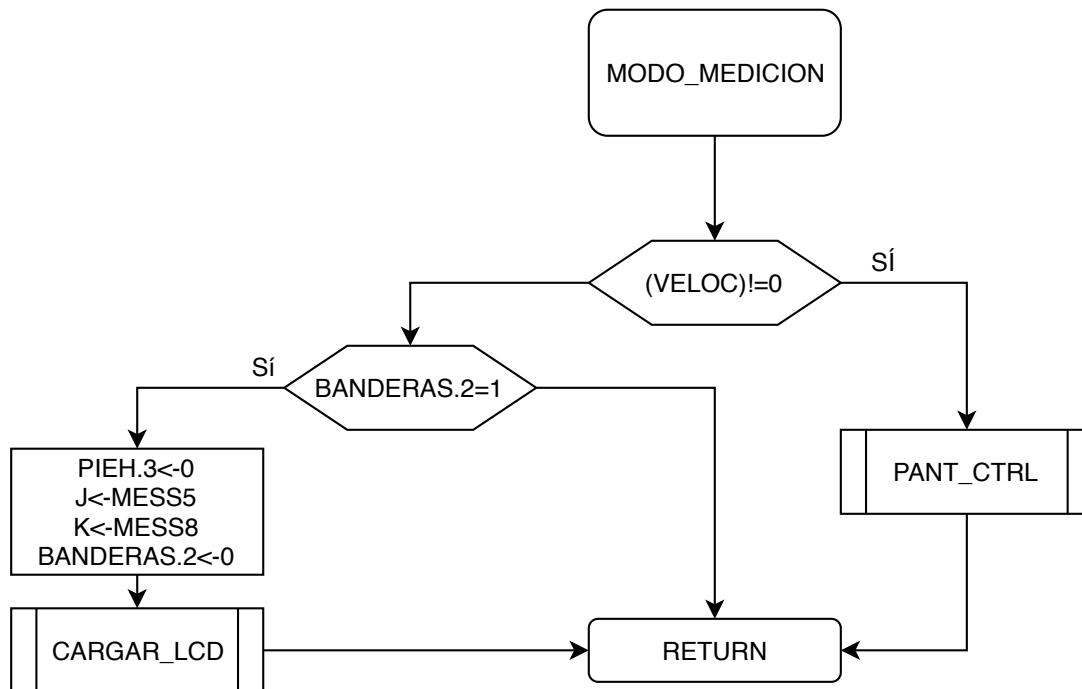 MODO_MEDICION
(VELOC)!=0
SÍ
BANDERAS.2=1
Sí
PIEH.3<-0
J<-MESS5
K<-MESS8
BANDERAS.2<-0
PANT_CTRL
CARGAR_LCD
RETURN